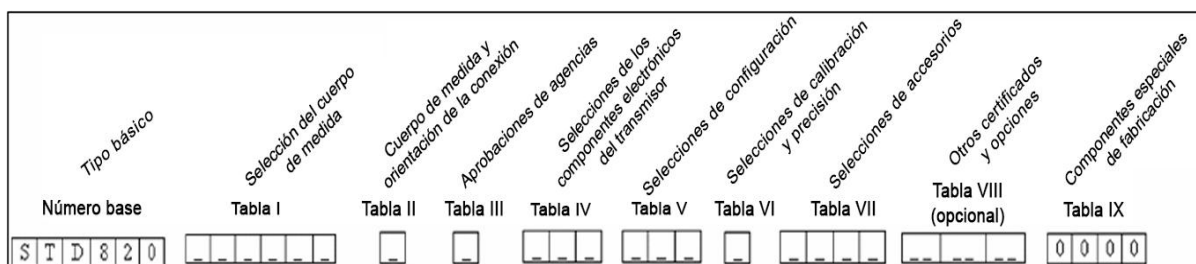 Tipo básico
Selección del cuerpo
de medida
Cuerpo de medida y
orientación de la conexión
Aprobaciones de agencias
Selecciones de los
componentes electrónicos
del transmisor
Selecciones de configuración
Selecciones de calibración
y precisión
Selecciones de accesorios
Otros certificados
y opciones
Componentes especiales
de fabricación
Número base
Tabla I
Tabla II
Tabla III
Tabla IV
Tabla V
Tabla VI
Tabla VII
Tabla VIII
(opcional)
Tabla IX
S T D 8 2 0
_ _ _ _ _ _
_
_
_ _ _
_ _ _
_
_ _ _ _
_ _ _ _ _ _
0 0 0 0